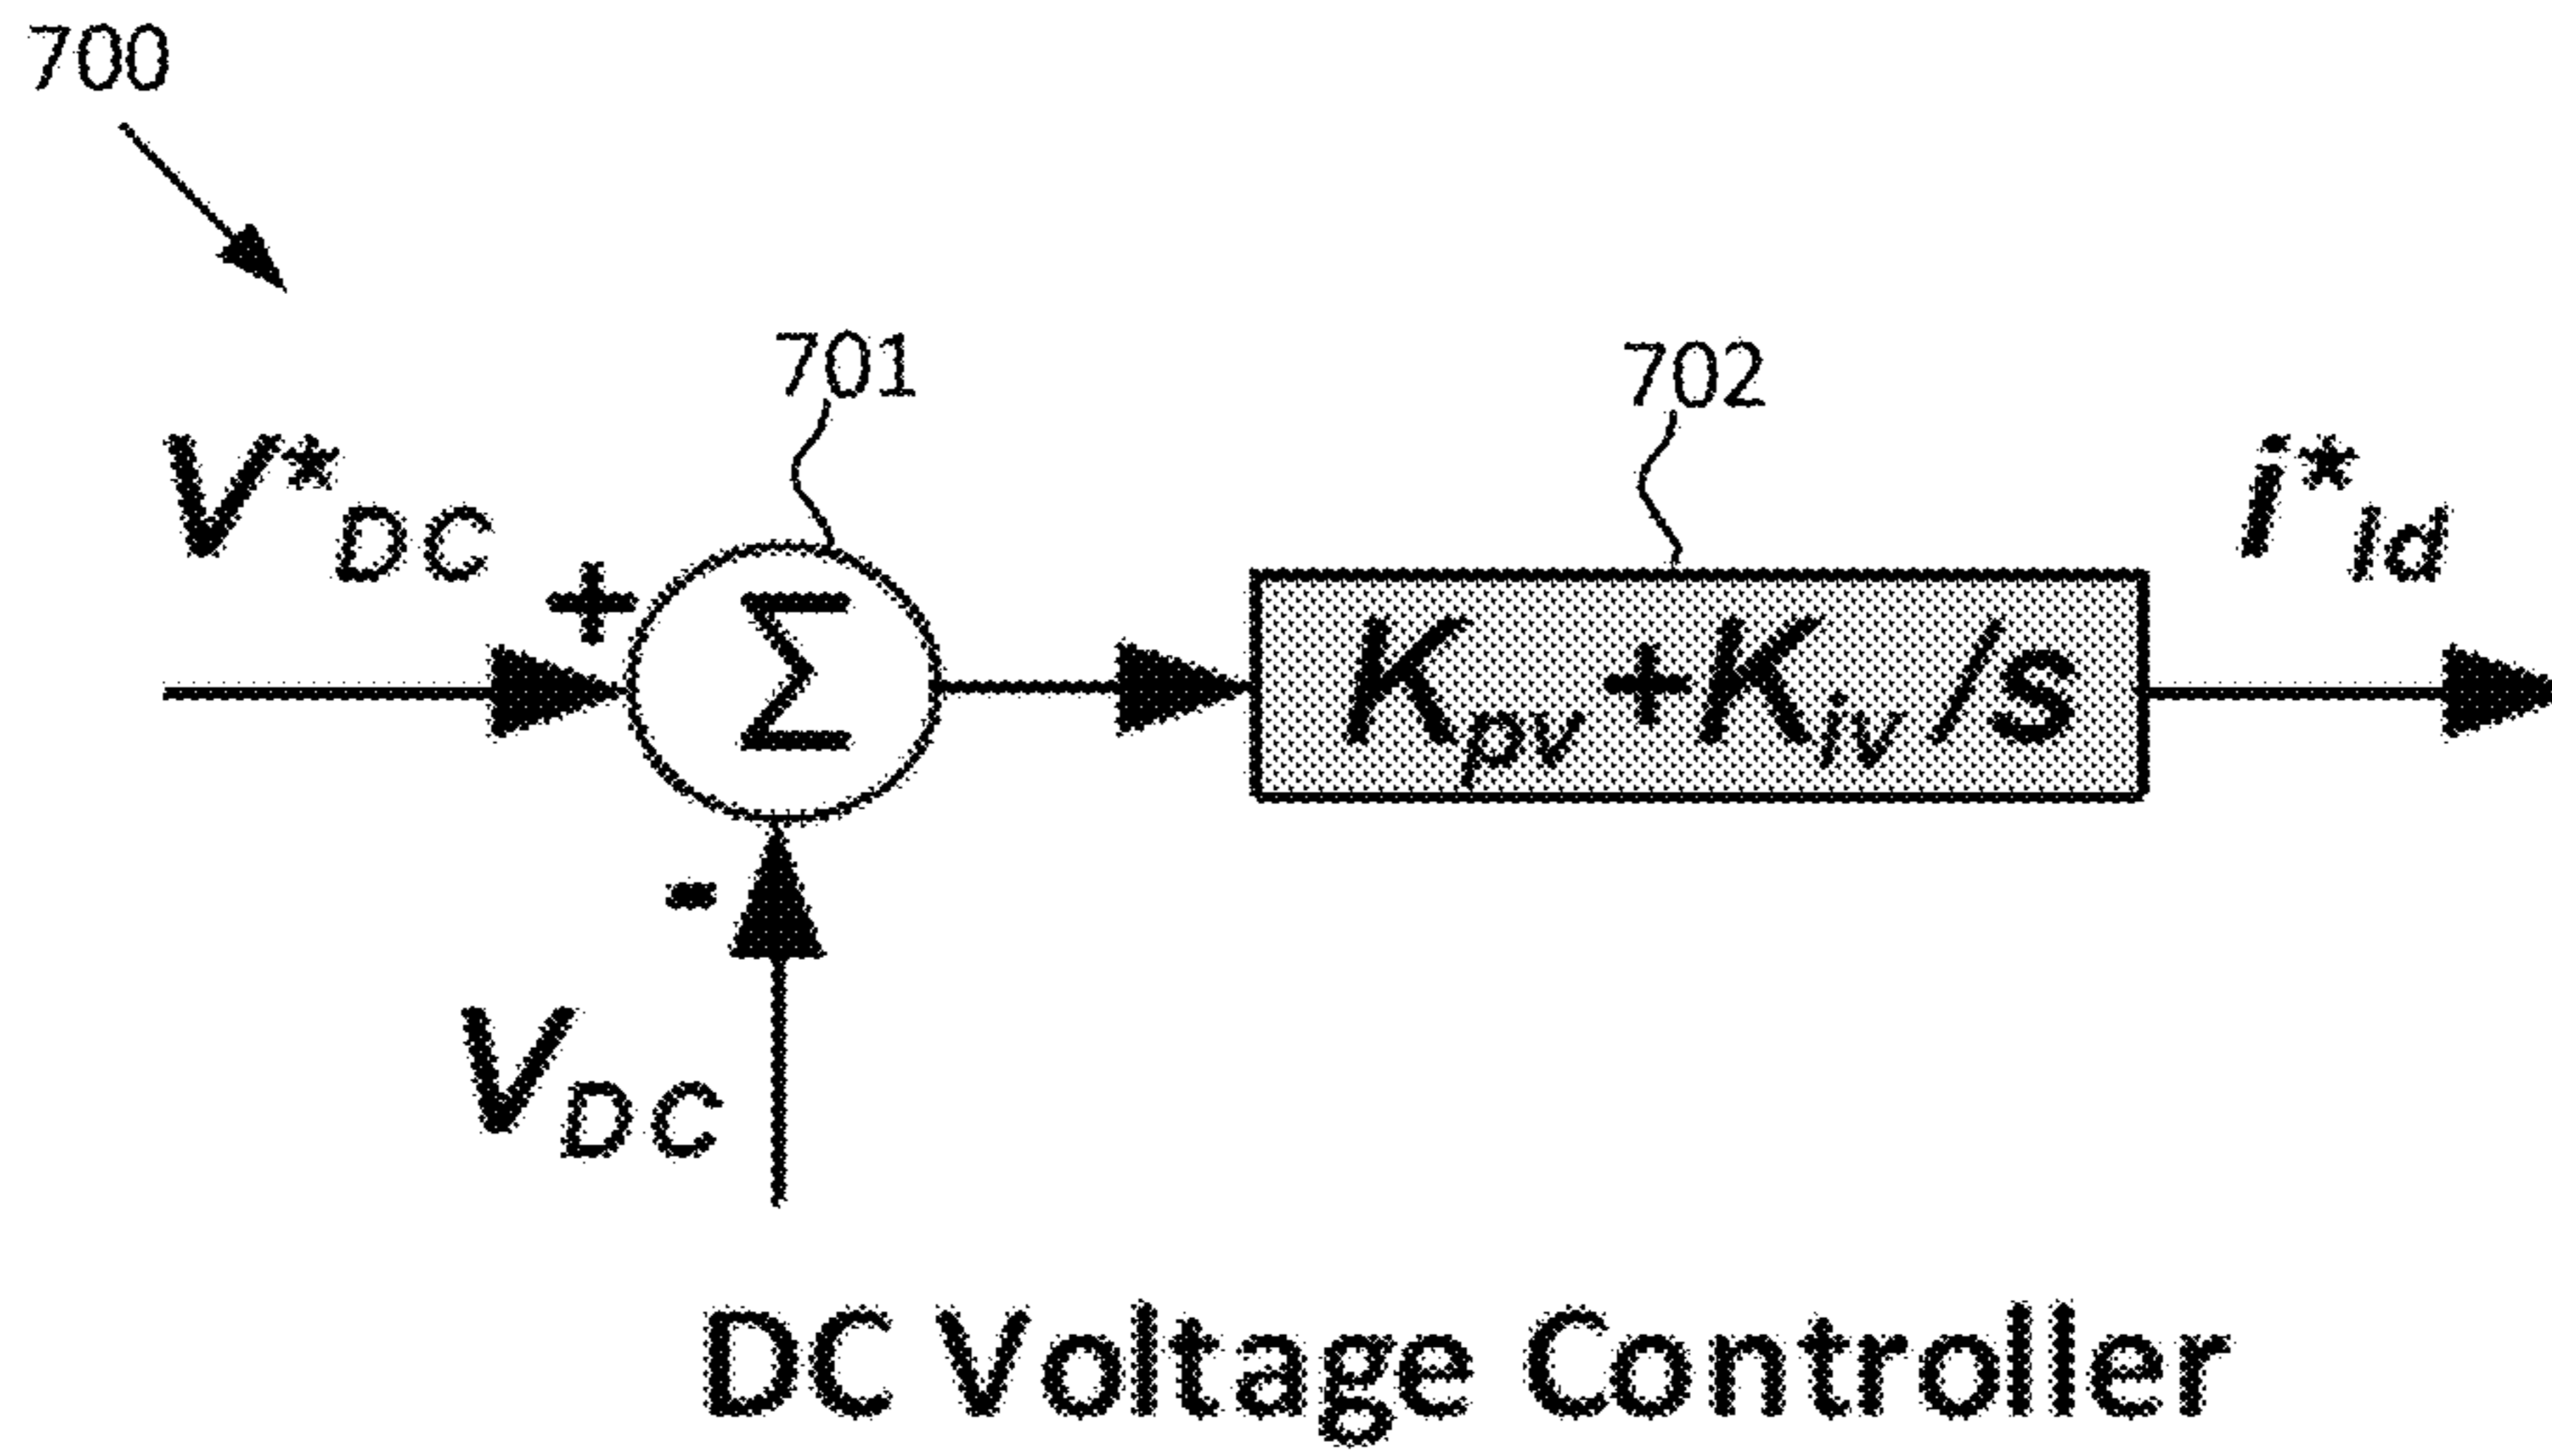 700
701
702
V*DC
i*ld
+
Σ
Kpv+Kiv/s
-
VDC
DC Voltage Controller